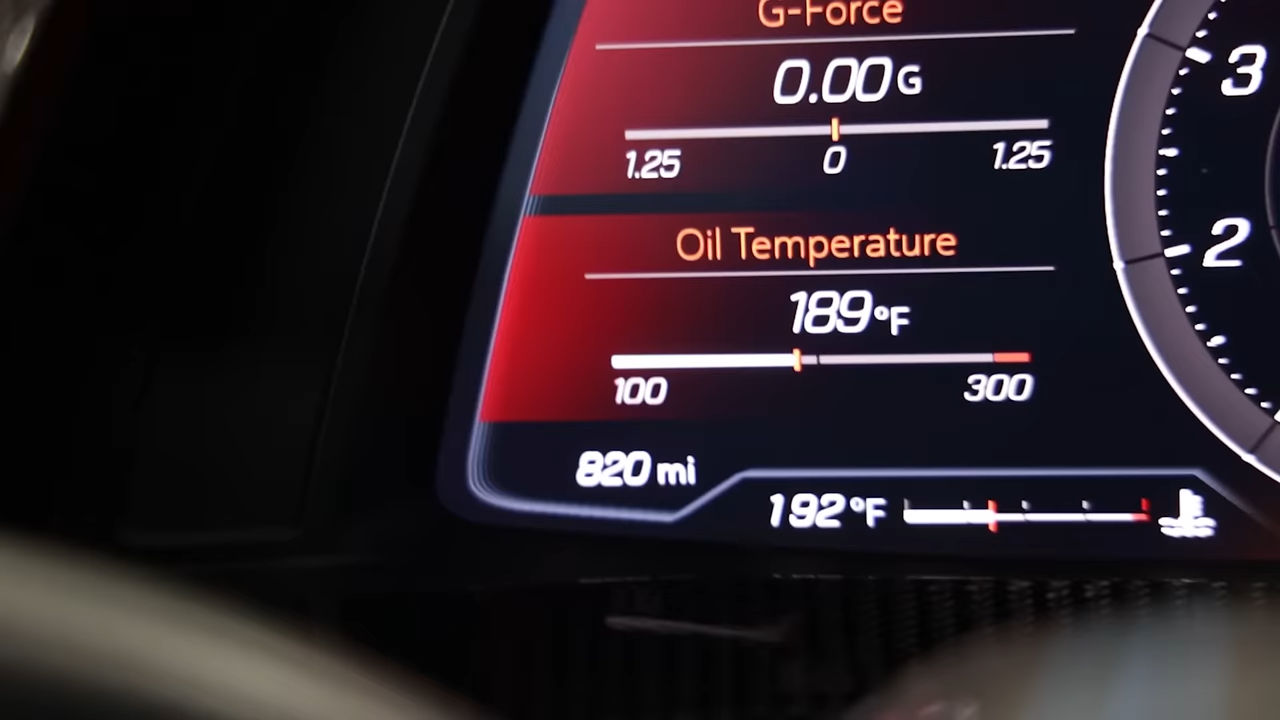 G-Force
0.00 G
1.25 0 1.25
Oil Temperature
189 °F
100 300
820 mi
192 °F
3
2